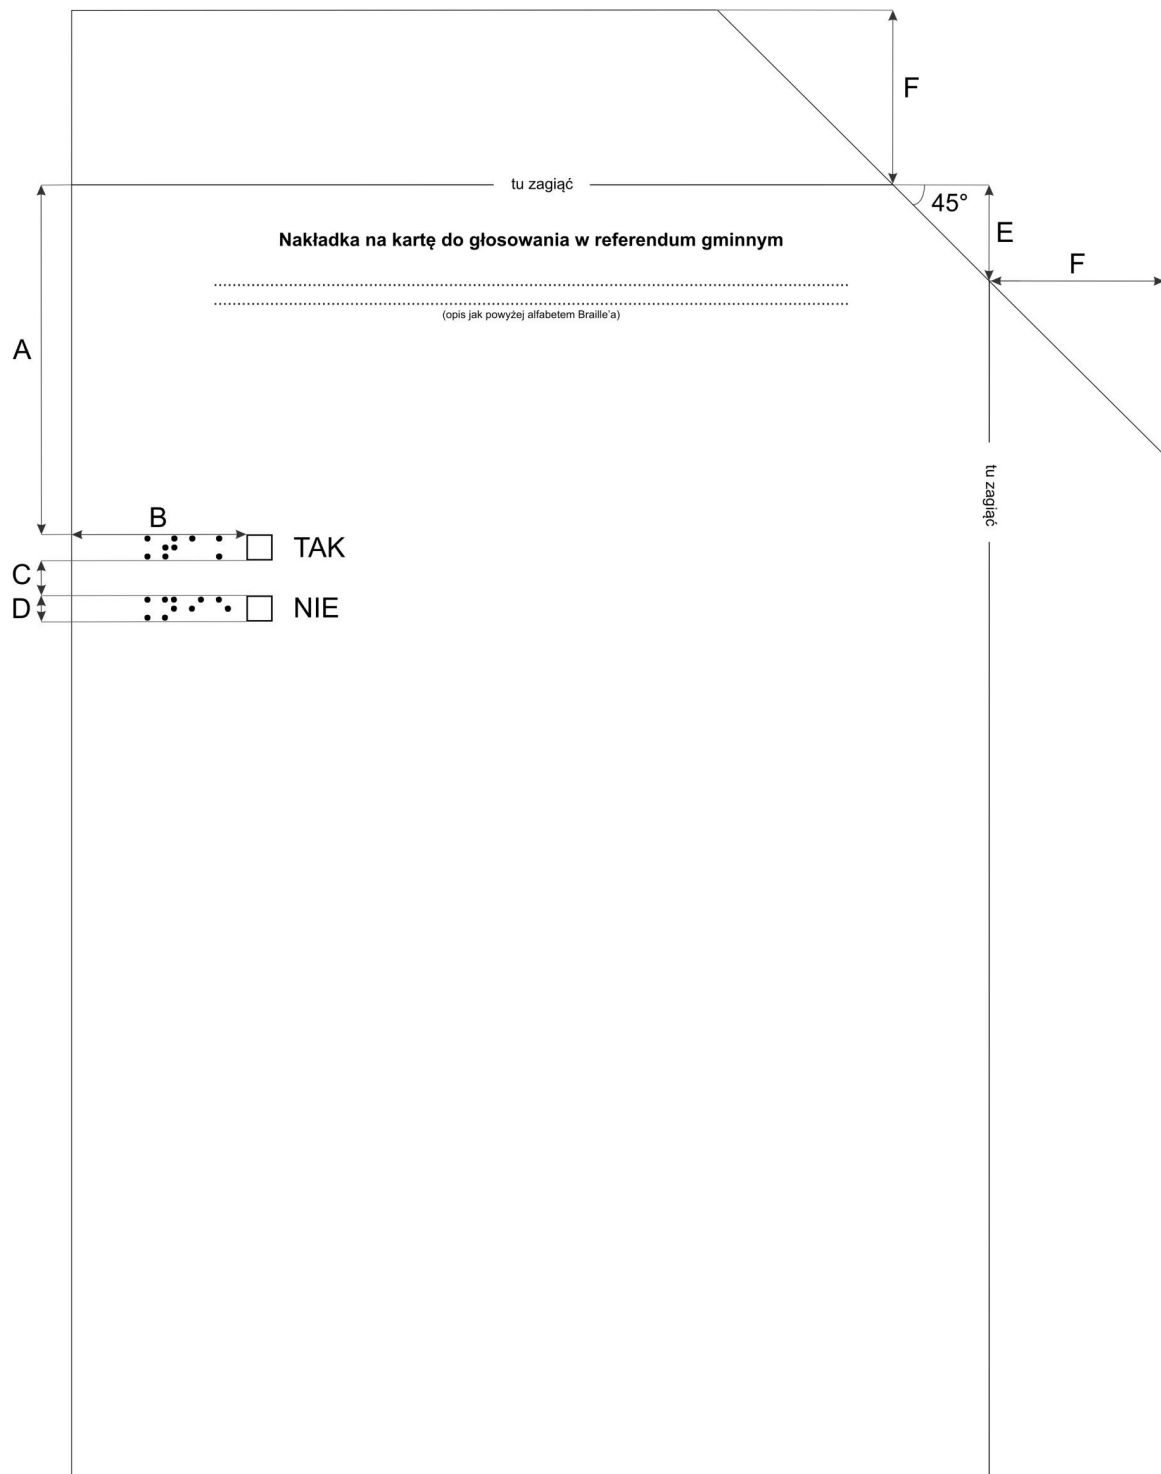 F
tu zagiąć
45°
E
Nakładka na kartę do głosowania w referendum gminnym
F
........................................................................
........................................................................
(opis jak powyżej alfabetem Braille’a)
A
tu zagiąć
B
⠅⠞⠁⠅ TAK
C
D NIE